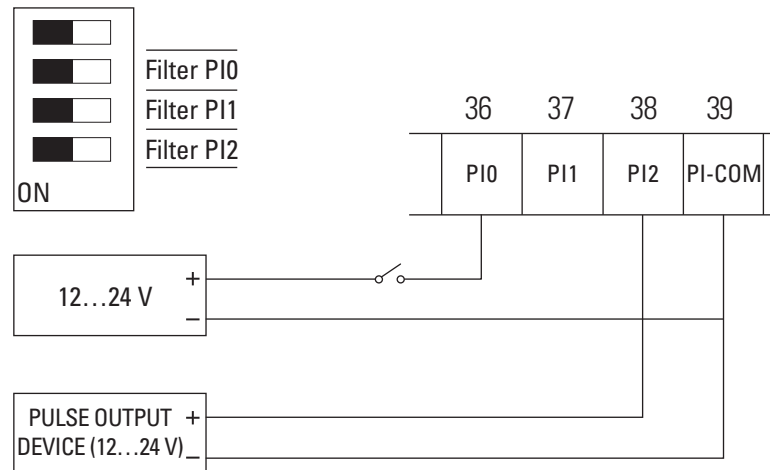 Filter PI0
Filter PI1
Filter PI2
ON
36 37 38 39
PI0 PI1 PI2 PI-COM
12...24 V + −
PULSE OUTPUT +
DEVICE (12...24 V) −